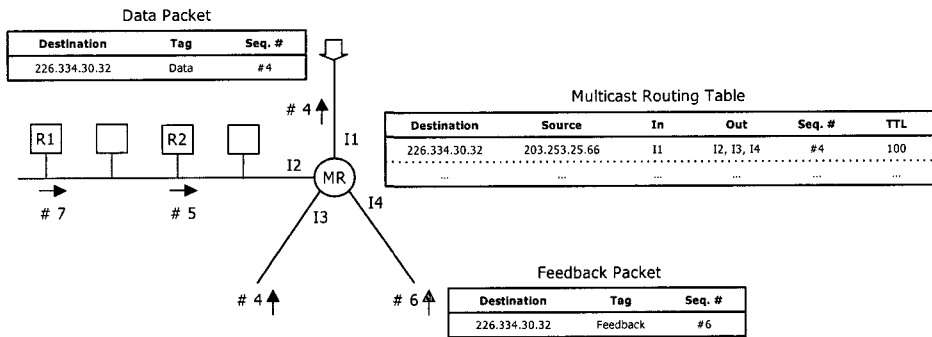 Data Packet
Destination Tag Seq. #
226.334.30.32 Data #4
# 4
I1
R1
R2
I2
MR
I4
I3
# 7
# 5
Multicast Routing Table
Destination Source In Out Seq. # TTL
226.334.30.32 203.253.25.66 I1 I2, I3, I4 #4 100
... ... ... ... ... ...
# 4
# 6
Feedback Packet
Destination Tag Seq. #
226.334.30.32 Feedback #6